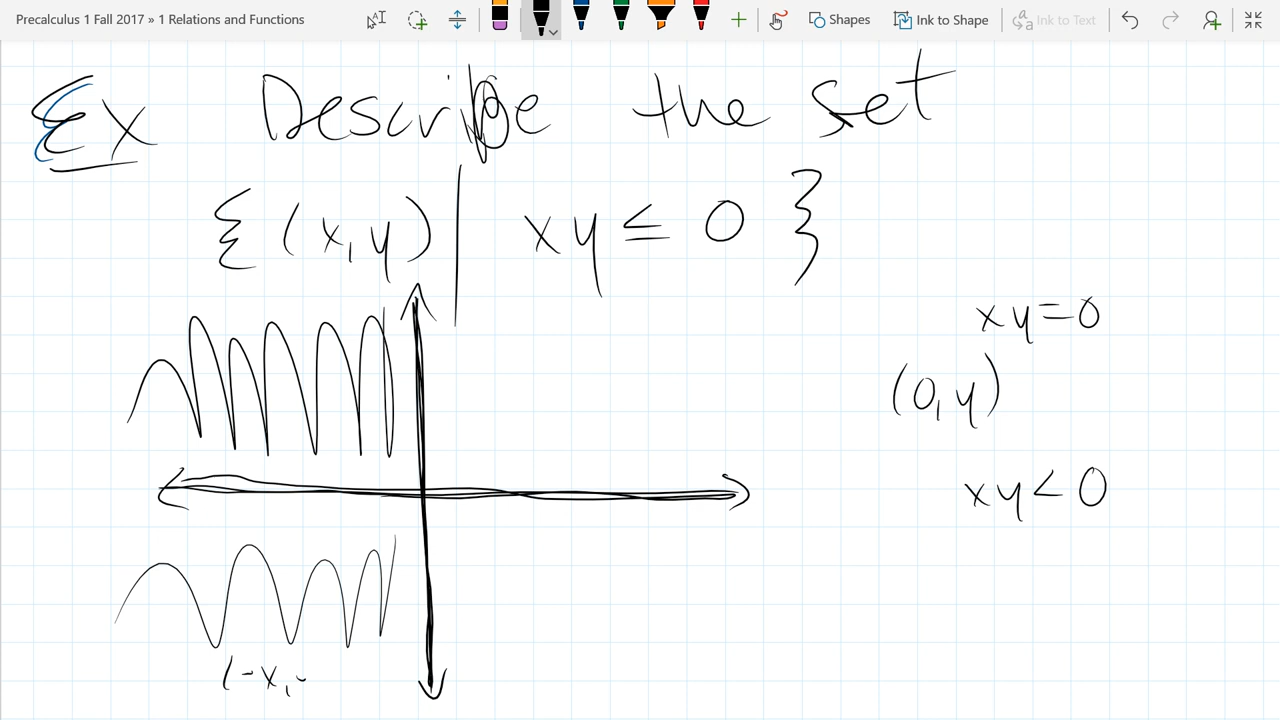 Precalculus 1 Fall 2017 » 1 Relations and Functions
Shapes
Ink to Shape
Ink to Text
Ex Describe the set
{(x,y) | xy ≤ 0}
xy=0
(0,y)
xy<0
(-x,-